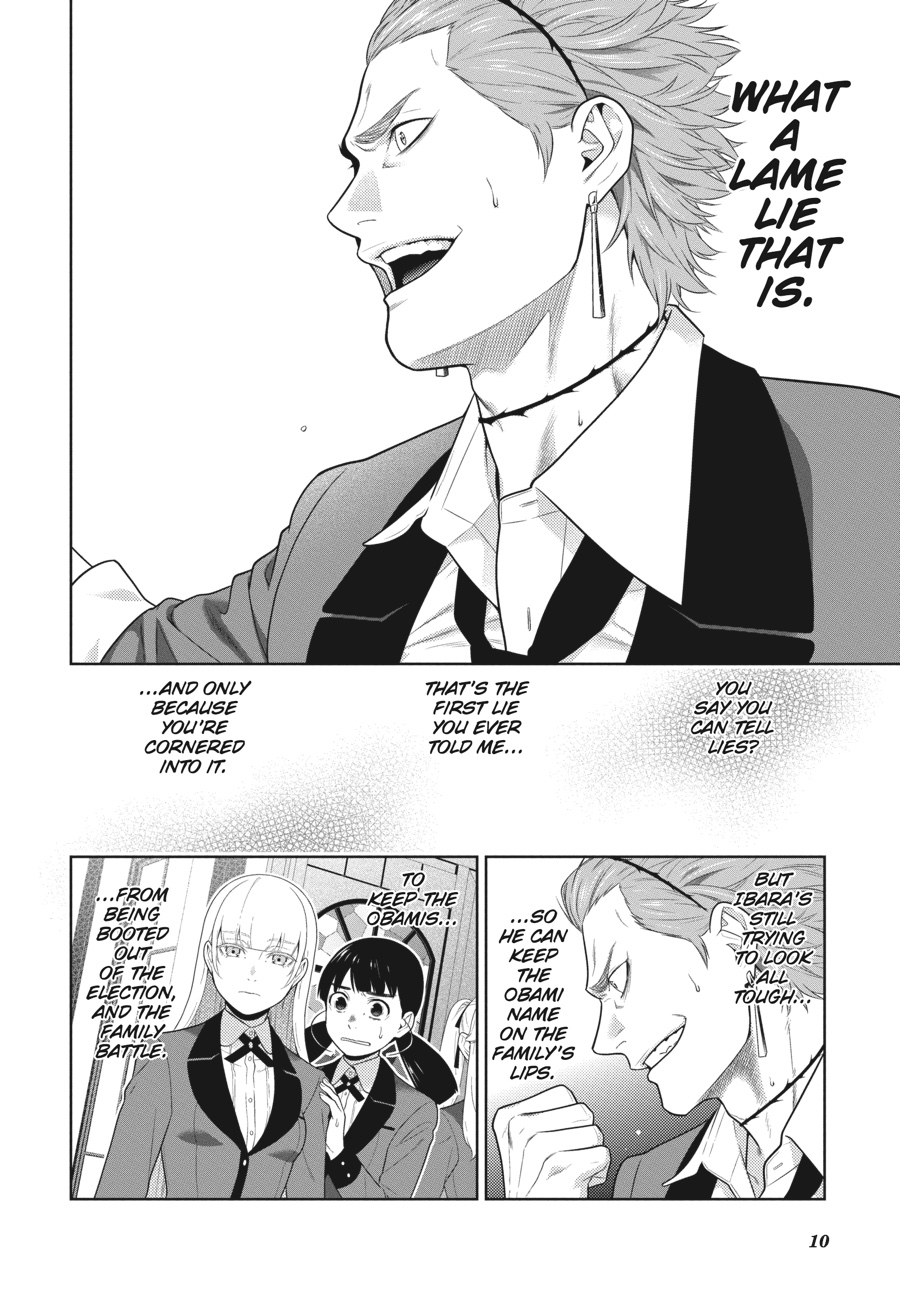 WHAT
A
LAME
LIE
THAT
IS.
YOU
SAY YOU
CAN TELL
LIES?
THAT'S THE
FIRST LIE
YOU EVER
TOLD ME...
...AND ONLY
BECAUSE
YOU'RE
CORNERED
INTO IT.
BUT
IBARA'S
STILL
TRYING
TO LOOK
ALL
TOUGH...
...SO
HE CAN
KEEP
THE
OBAMI
NAME
ON THE
FAMILY'S
LIPS.
TO
KEEP THE
OBAMIS...
...FROM
BEING
BOOTED
OUT
OF THE
ELECTION,
AND THE
FAMILY
BATTLE.
10